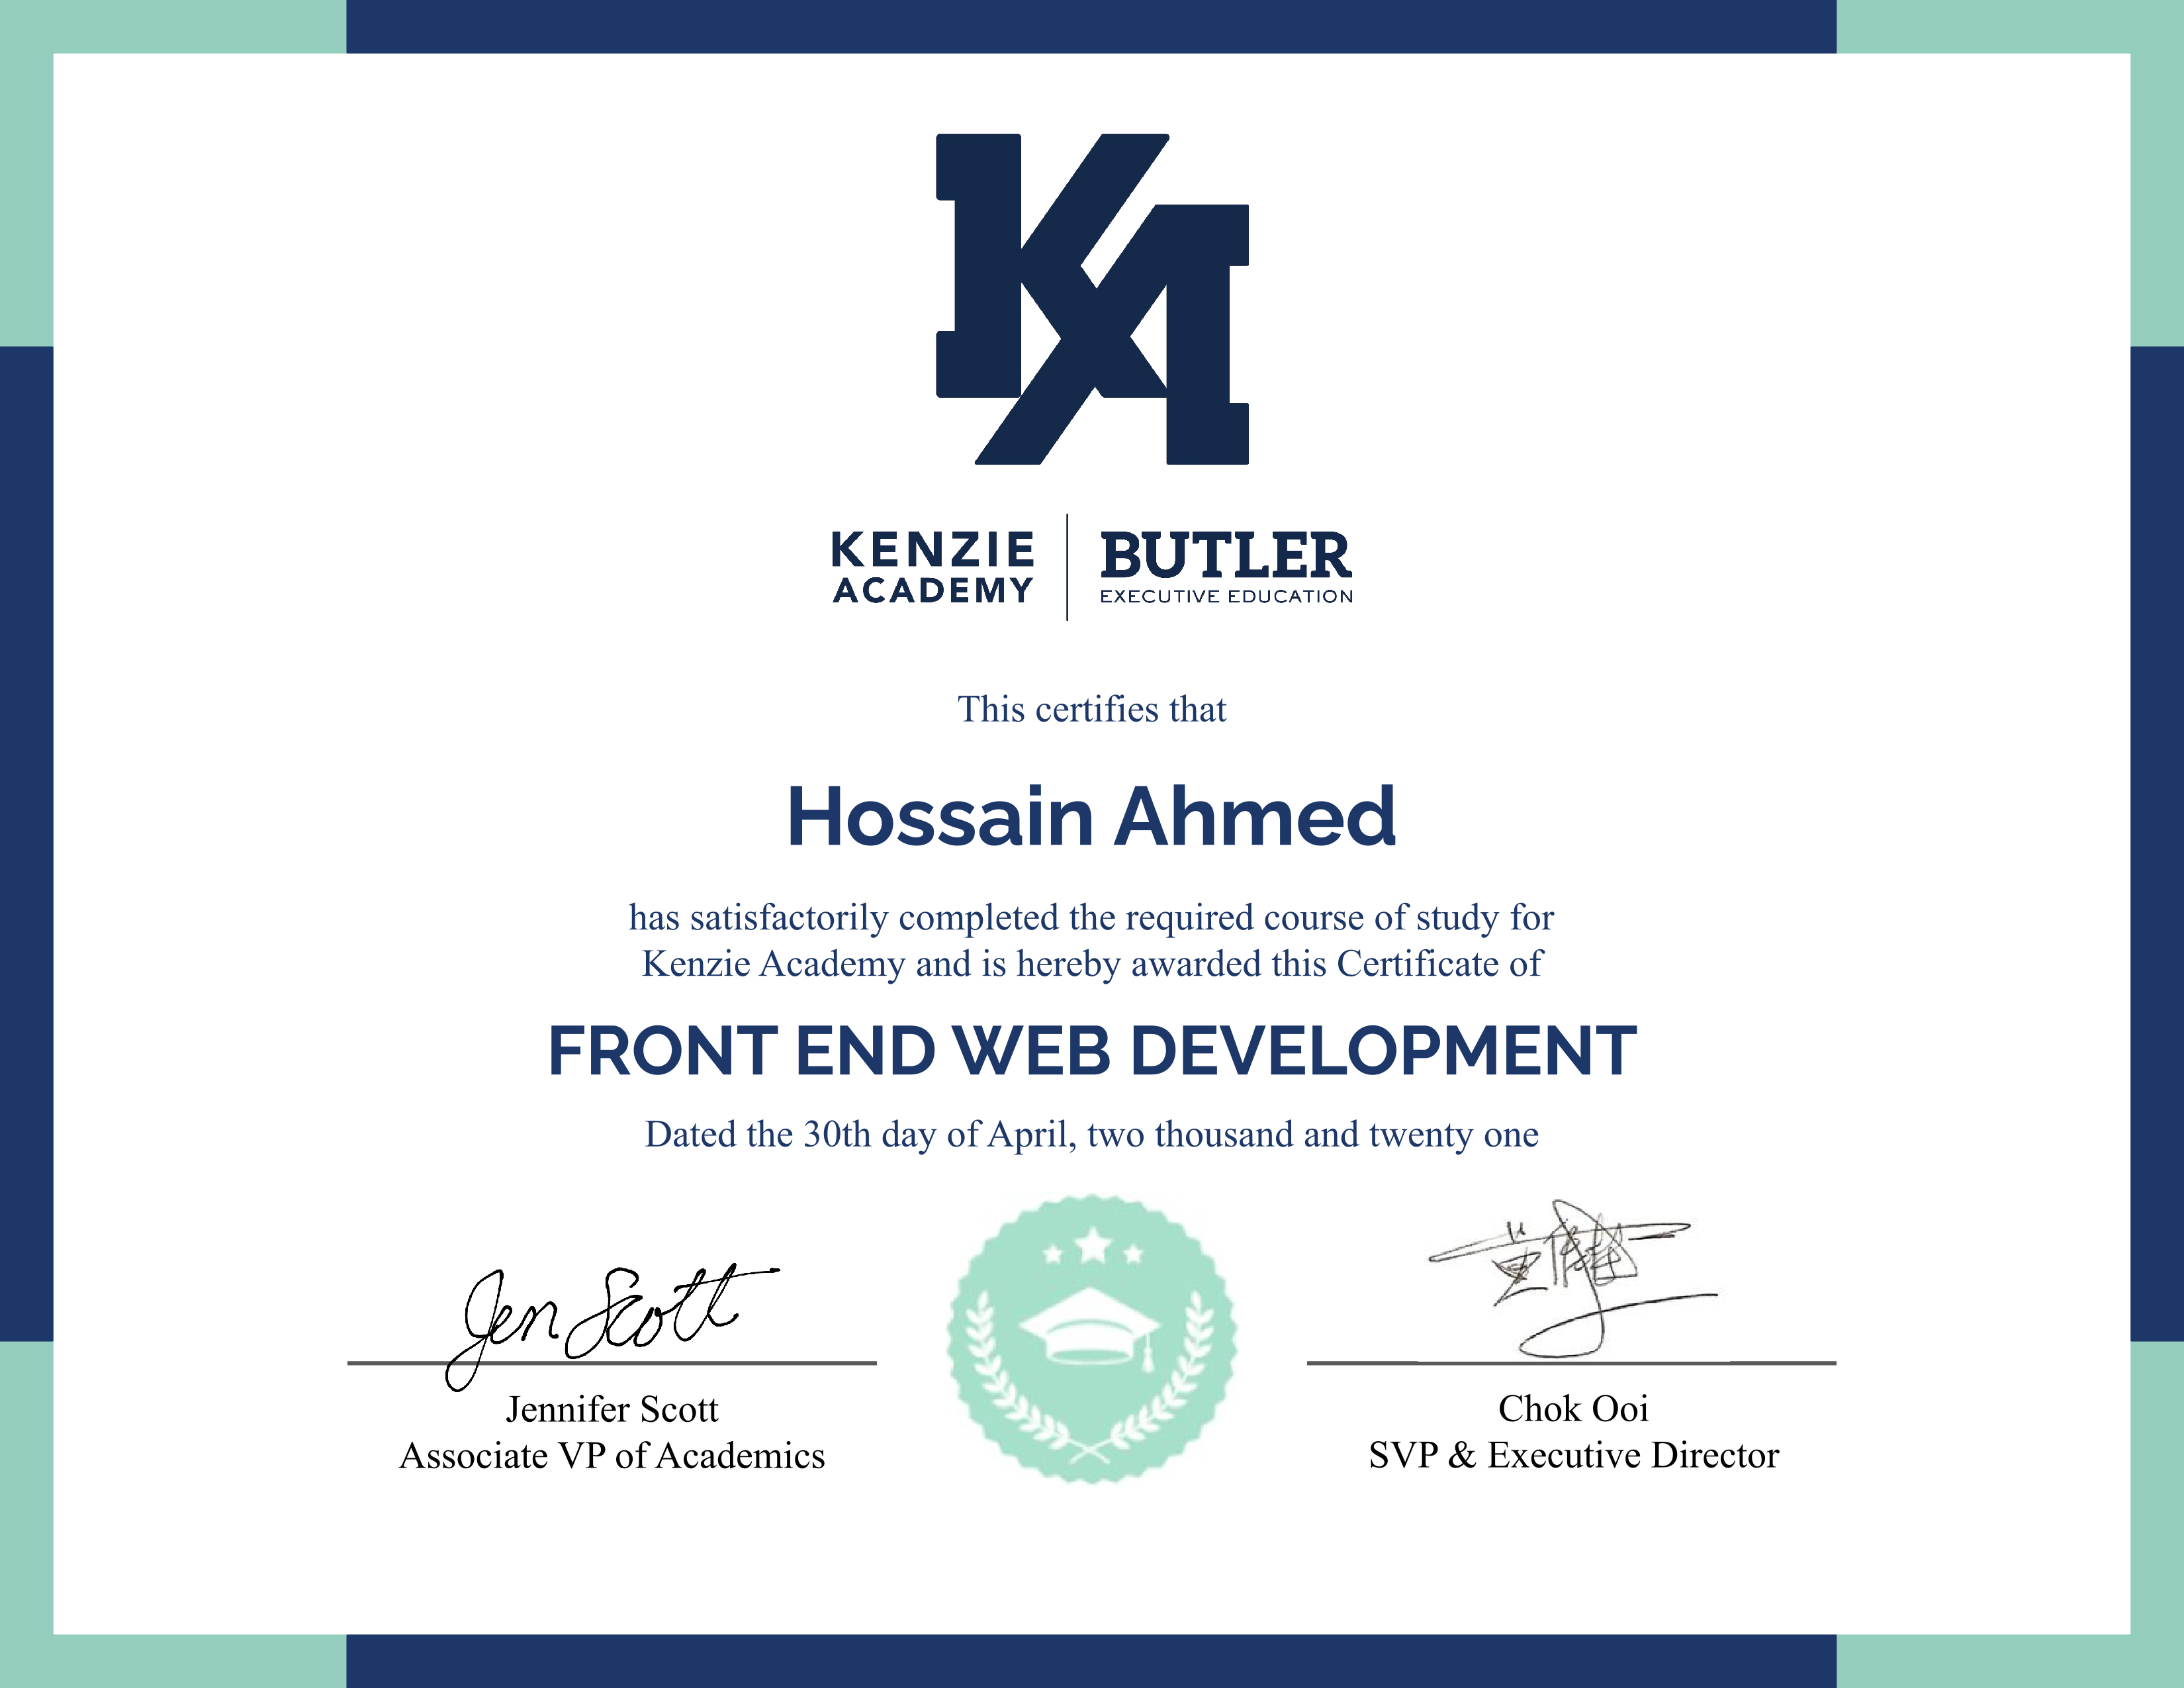 KA
KENZIE ACADEMY
BUTLER
EXECUTIVE EDUCATION
This certifies that
Hossain Ahmed
has satisfactorily completed the required course of study for
Kenzie Academy and is hereby awarded this Certificate of
FRONT END WEB DEVELOPMENT
Dated the 30th day of April, two thousand and twenty one
Jen Scott
Jennifer Scott
Associate VP of Academics
Chok Ooi
SVP & Executive Director